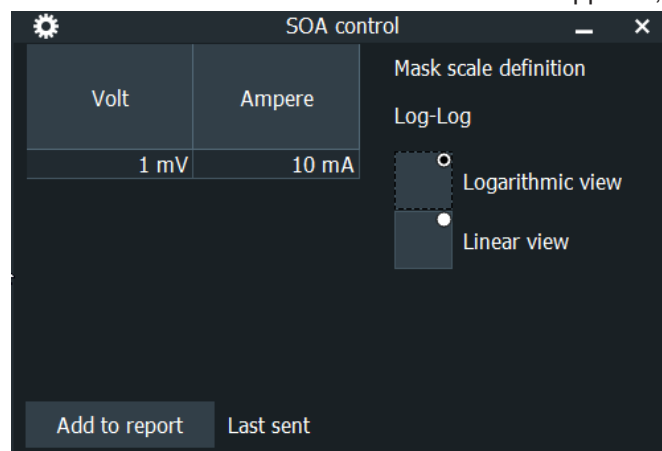 SOA control
Volt
Ampere
1 mV
10 mA
Mask scale definition
Log-Log
Logarithmic view
Linear view
Add to report
Last sent